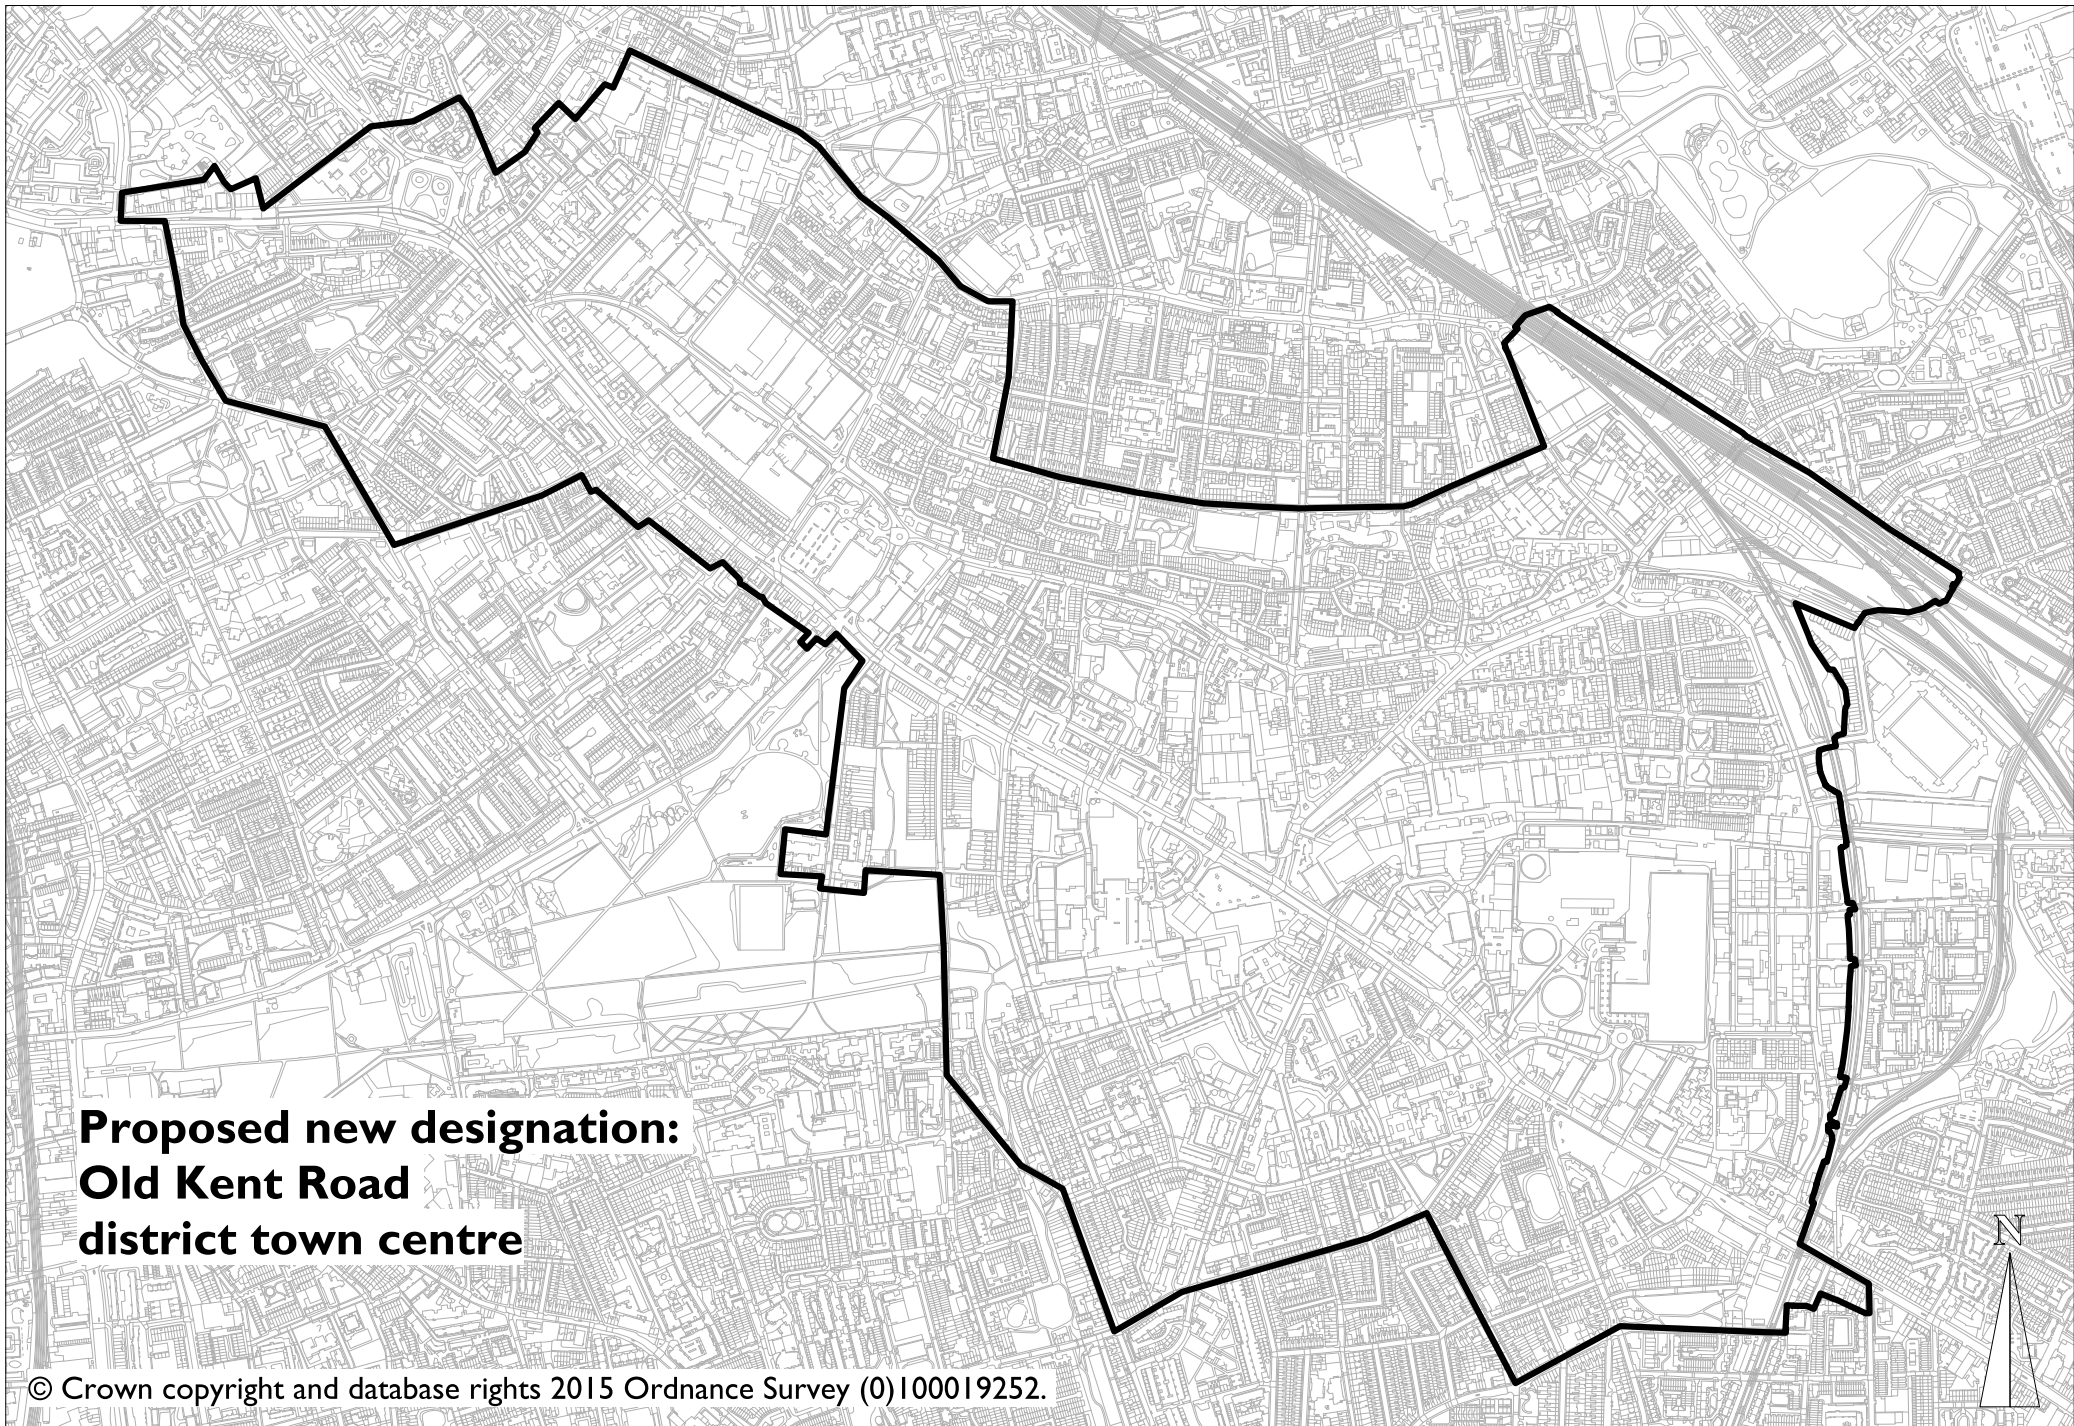 Proposed new designation:
Old Kent Road
district town centre
N
© Crown copyright and database rights 2015 Ordnance Survey (0)100019252.